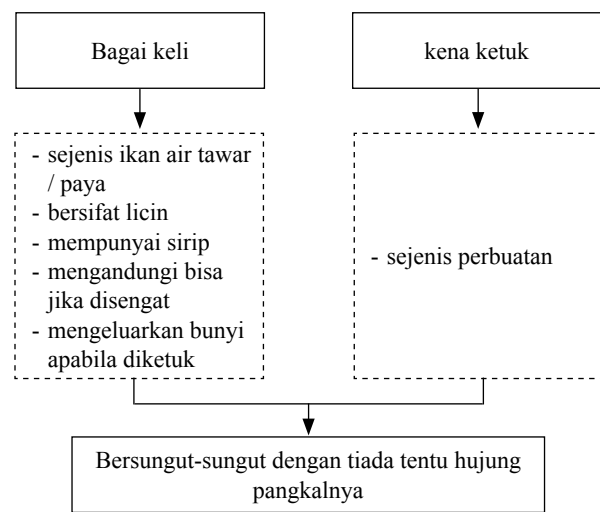 Bagai keli
kena ketuk
- sejenis ikan air tawar
/ paya
- bersifat licin
- mempunyai sirip
- mengandungi bisa
jika disengat
- mengeluarkan bunyi
apabila diketuk
- sejenis perbuatan
Bersungut-sungut dengan tiada tentu hujung
pangkalnya